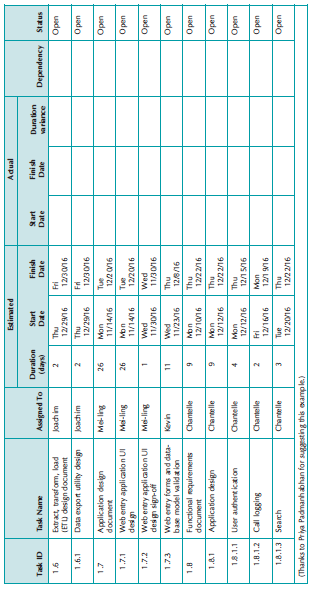 Estimated Actual
Task ID Task Name Assigned To Duration (days) Start Date Finish Date Start Date Finish Date Duration variance Dependency Status
1.6 Extract, transform, load (ETL) design document Joachim 2 Thu 12/29/16 Fri 12/30/16 Open
1.6.1 Data export utility design Joachim 2 Thu 12/29/16 Fri 12/30/16 Open
1.7 Application design document Mei-ling 26 Mon 11/14/16 Tue 12/20/16 Open
1.7.1 Web entry application UI design Mei-ling 26 Mon 11/14/16 Tue 12/20/16 Open
1.7.2 Web entry application UI design sign-off Mei-ling 1 Wed 11/30/16 Wed 11/30/16 Open
1.7.3 Web entry forms and data-base model validation Kevin 11 Wed 11/23/16 Thu 12/8/16 Open
1.8 Functional requirements document Chantelle 9 Mon 12/10/16 Thu 12/22/16 Open
1.8.1 Application design Chantelle 9 Mon 12/12/16 Thu 12/22/16 Open
1.8.1.1 User authentication Chantelle 4 Mon 12/12/16 Thu 12/15/16 Open
1.8.1.2 Call logging Chantelle 2 Fri 12/16/16 Mon 12/19/16 Open
1.8.1.3 Search Chantelle 3 Tue 12/20/16 Thu 12/22/16 Open
(Thanks to Priya Padmanhabhan for suggesting this example.)